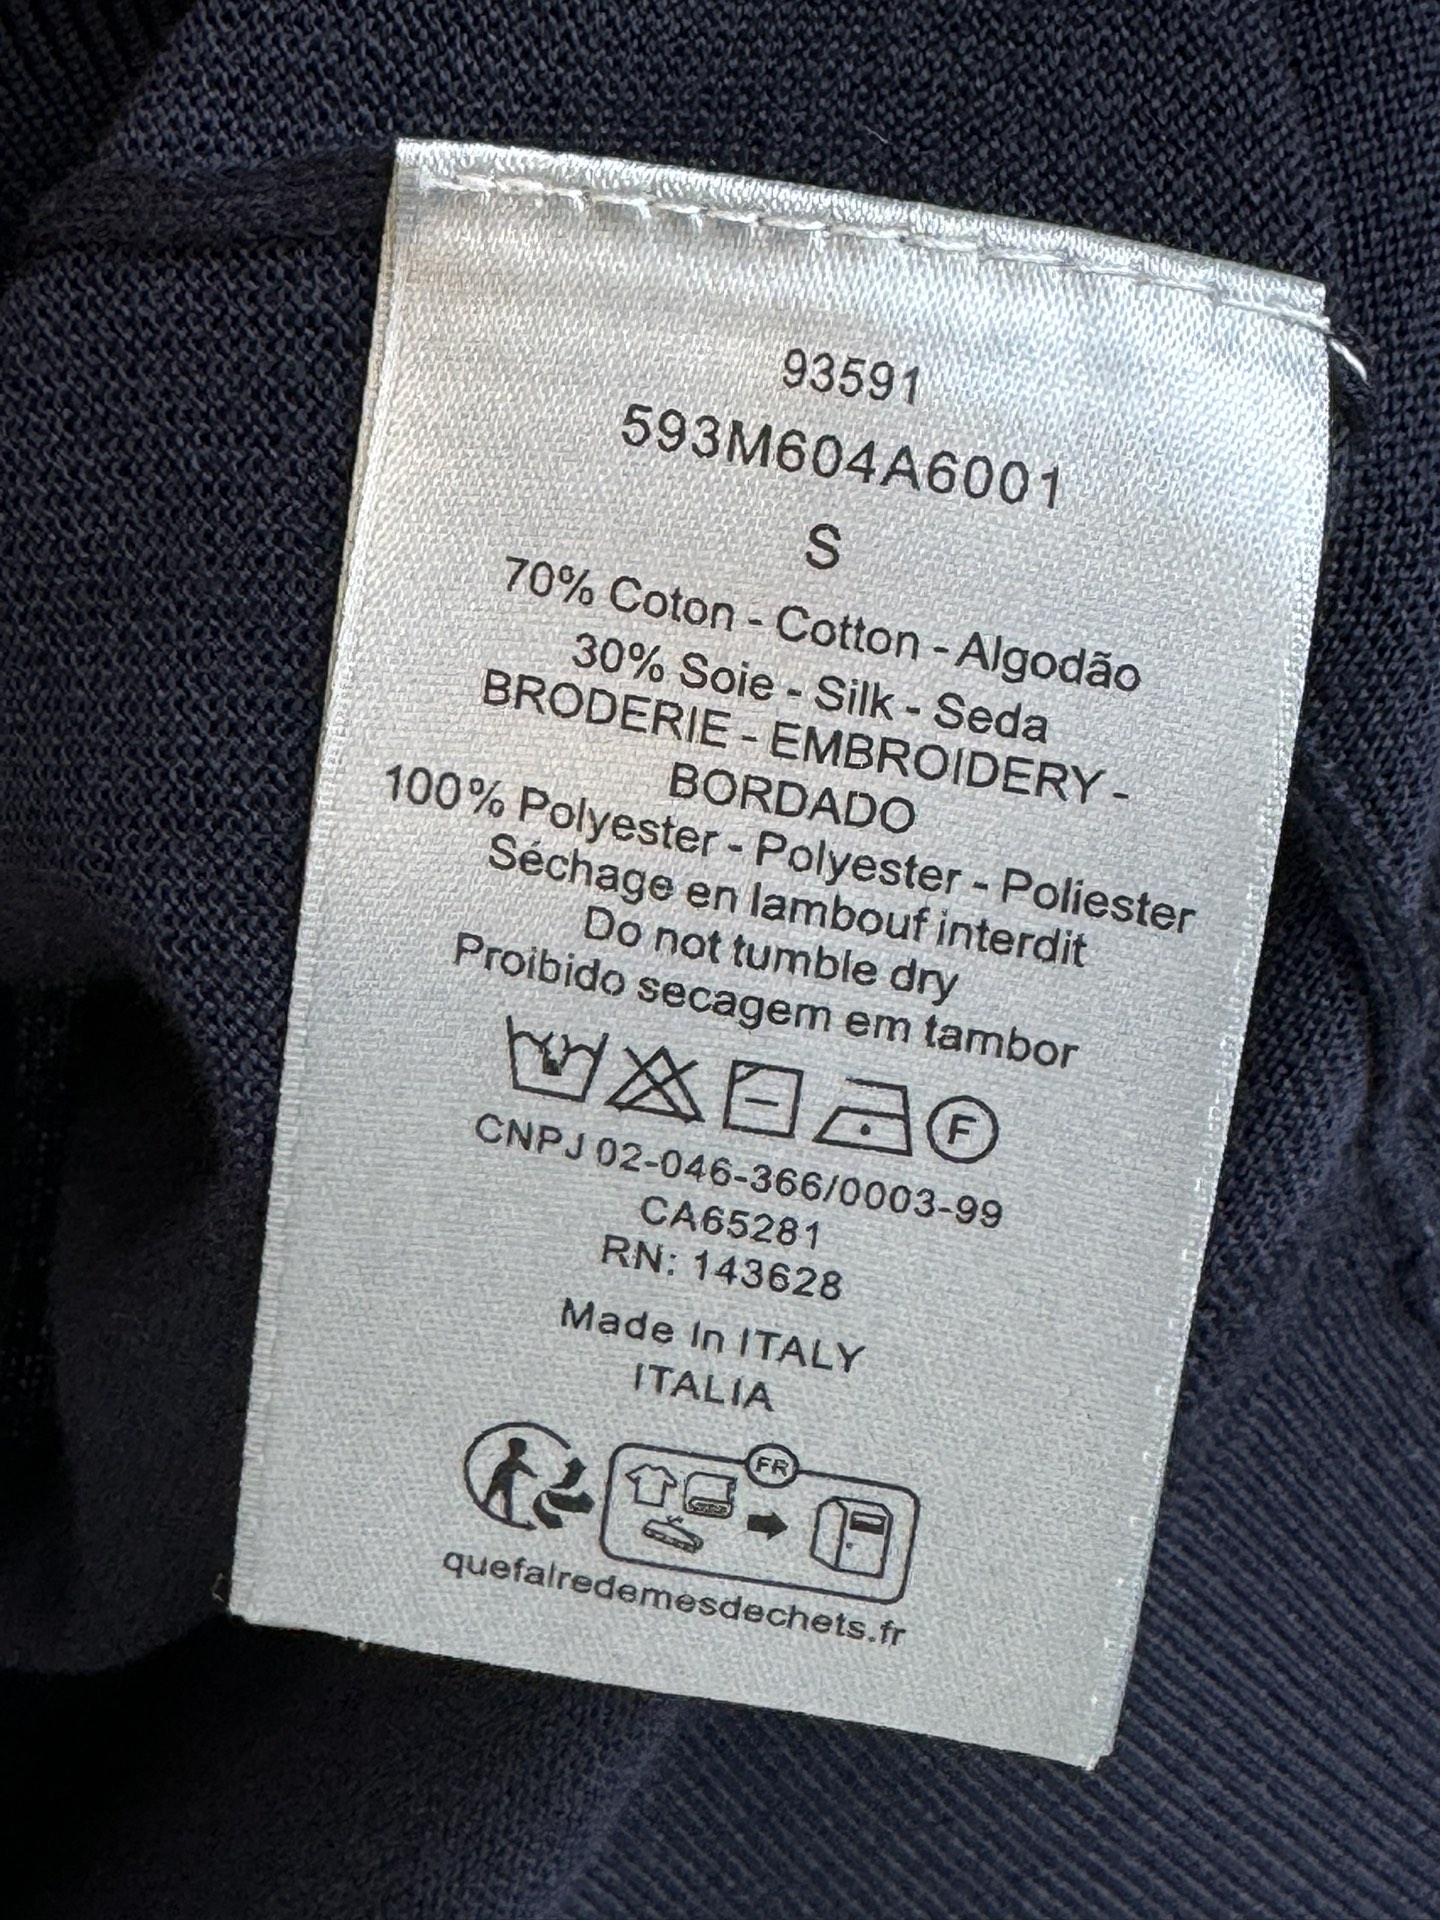 93591
593M604A6001
S
70% Coton - Cotton - Algodão
30% Soie - Silk - Seda
BRODERIE - EMBROIDERY -
BORDADO
100% Polyester - Polyester - Poliester
Séchage en lambouf interdit
Do not tumble dry
Proibido secagem em tambor
F
CNPJ 02-046-366/0003-99
CA65281
RN: 143628
Made In ITALY
ITALIA
FR
quefairedemesdechets.fr